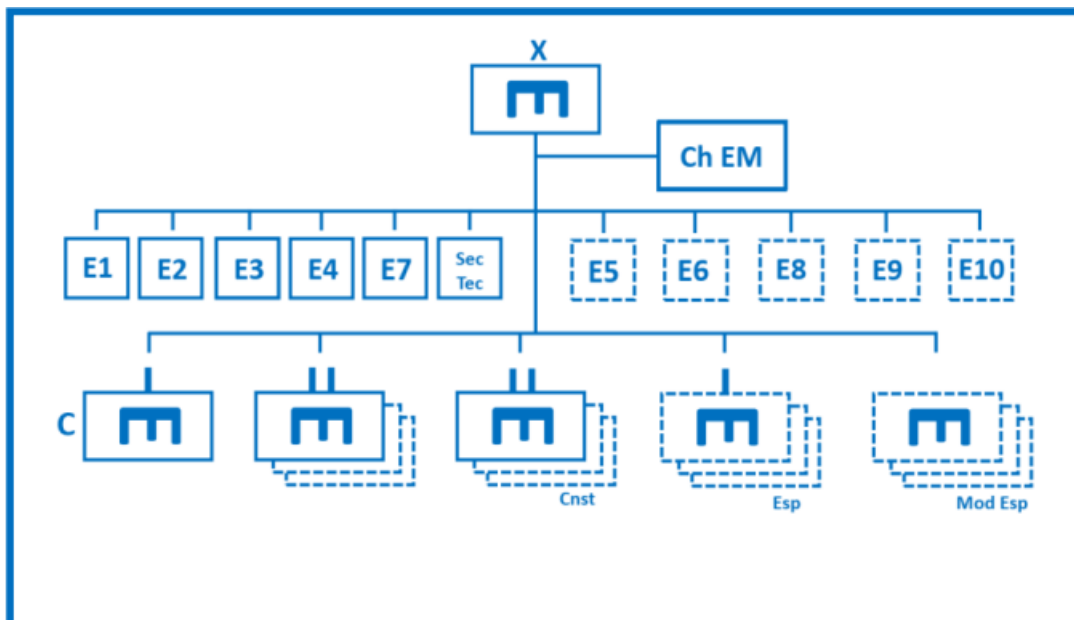 X
Ch EM
E1
E2
E3
E4
E7
Sec
Tec
E5
E6
E8
E9
E10
C
Cnst
Esp
Mod Esp